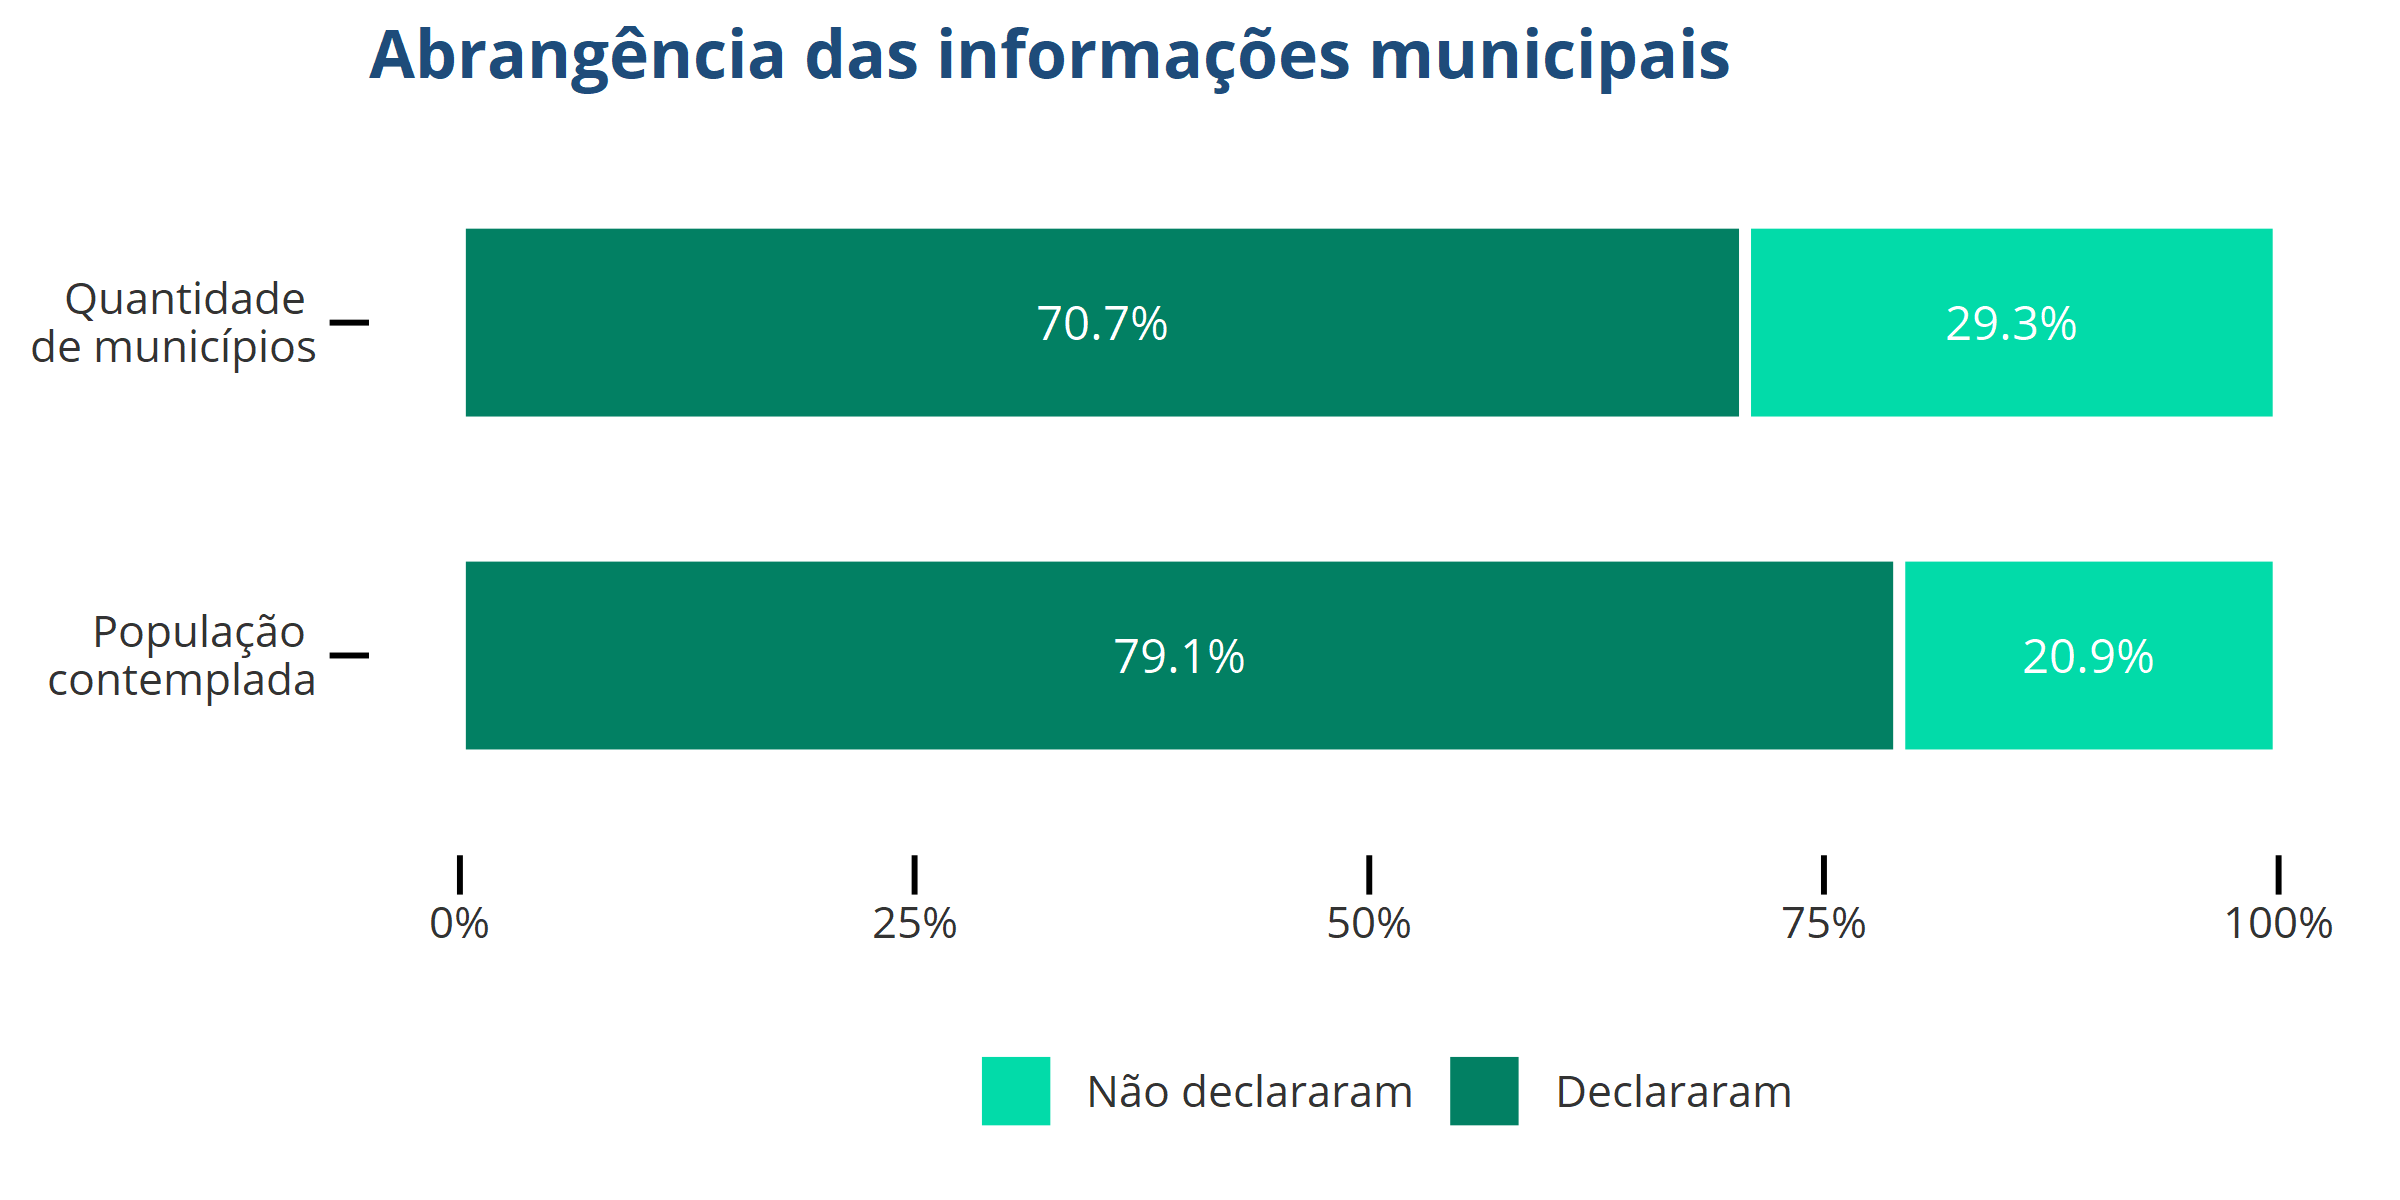 Abrangência das informações municipais
Quantidade
de municípios
70.7%
29.3%
População
contemplada
79.1%
20.9%
0%
25%
50%
75%
100%
Não declararam
Declararam